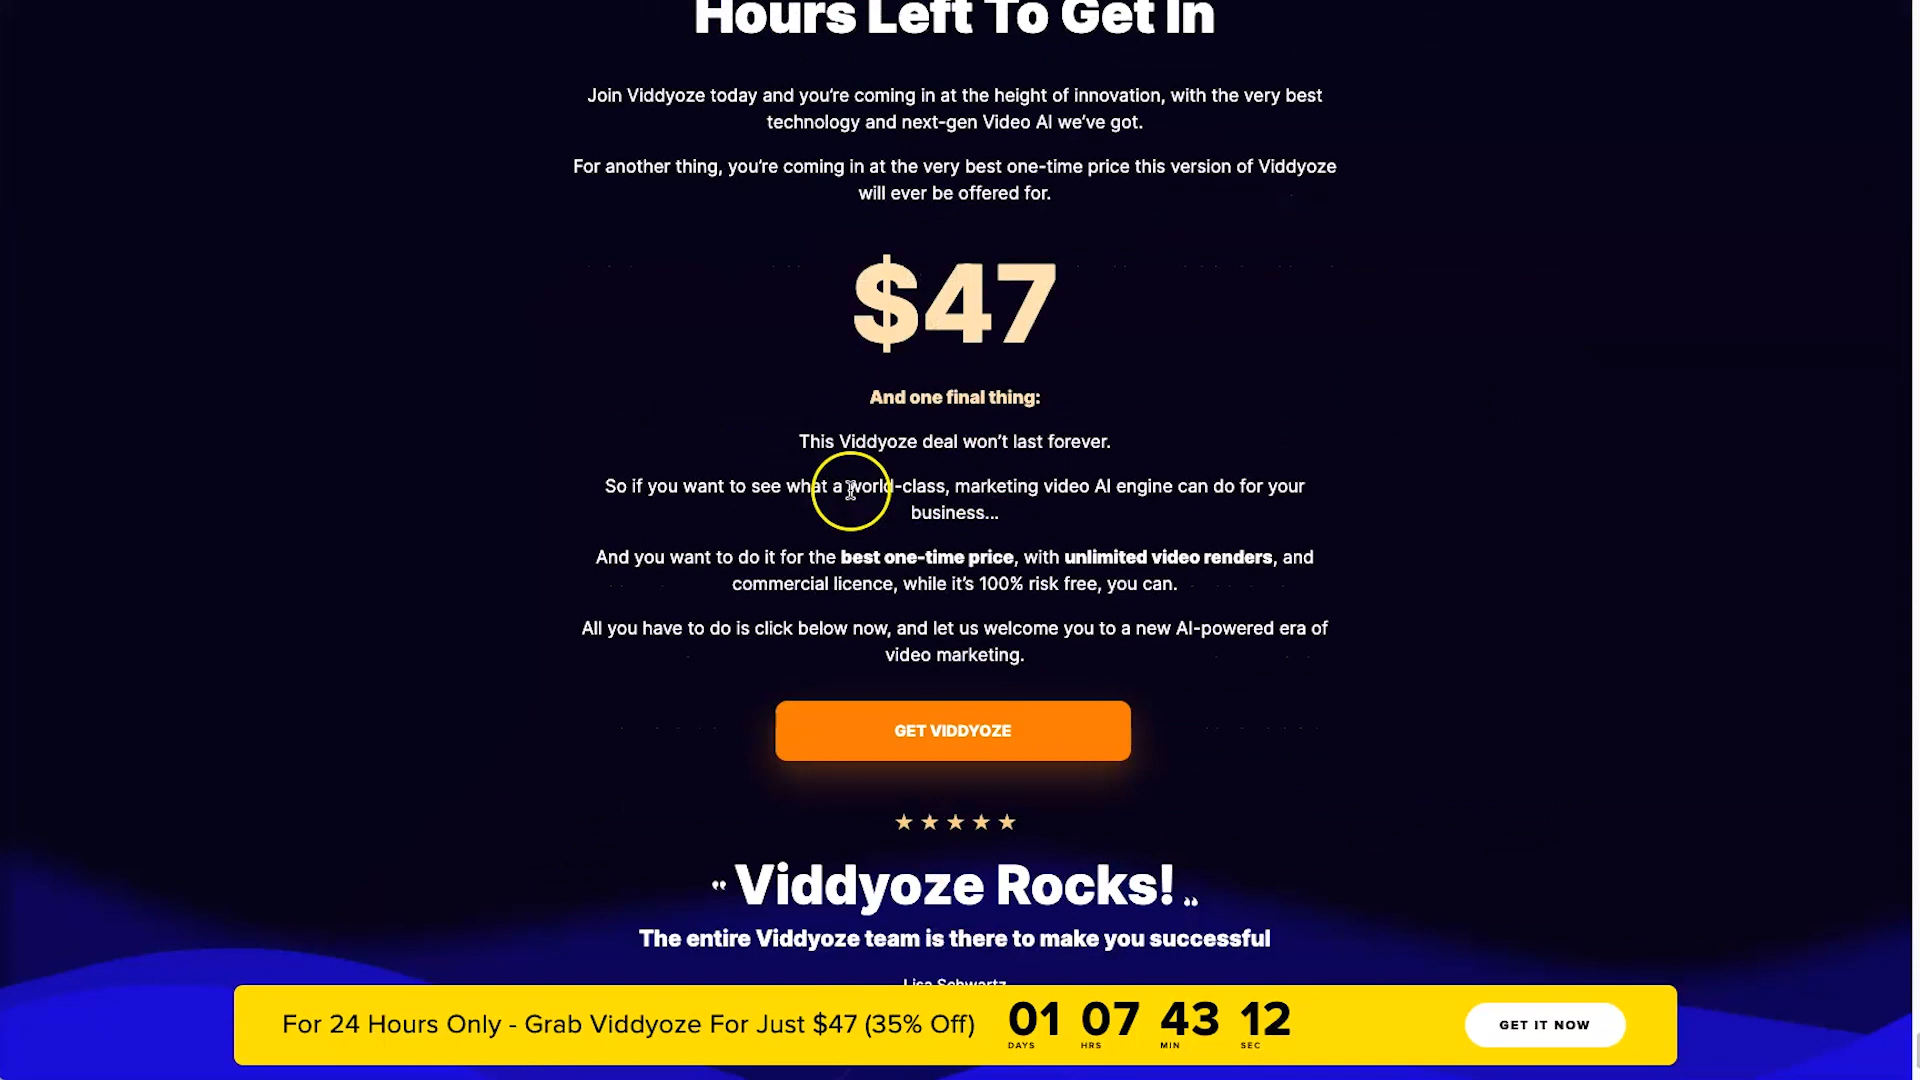 Hours Left To Get In
Join Viddyoze today and you’re coming in at the height of innovation, with the very best
technology and next-gen Video AI we’ve got.
For another thing, you’re coming in at the very best one-time price this version of Viddyoze
will ever be offered for.
$47
And one final thing:
This Viddyoze deal won’t last forever.
So if you want to see what a world-class, marketing video AI engine can do for your
business...
And you want to do it for the best one-time price, with unlimited video renders, and
commercial licence, while it’s 100% risk free, you can.
All you have to do is click below now, and let us welcome you to a new AI-powered era of
video marketing.
GET VIDDYOZE
★ ★ ★ ★ ★
“ Viddyoze Rocks! „
The entire Viddyoze team is there to make you successful
Lisa Schwartz
For 24 Hours Only - Grab Viddyoze For Just $47 (35% Off)
01 07 43 12
DAYS HRS MIN SEC
GET IT NOW